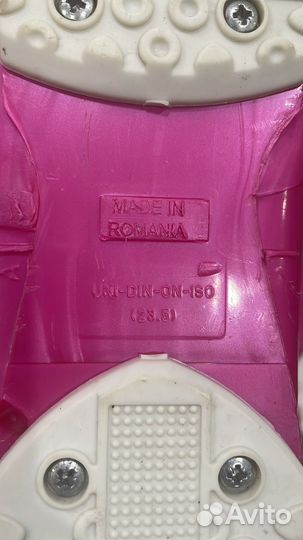 MADE IN
ROMANIA
UNI-DIN-ON-ISO
(23.5)
Avito